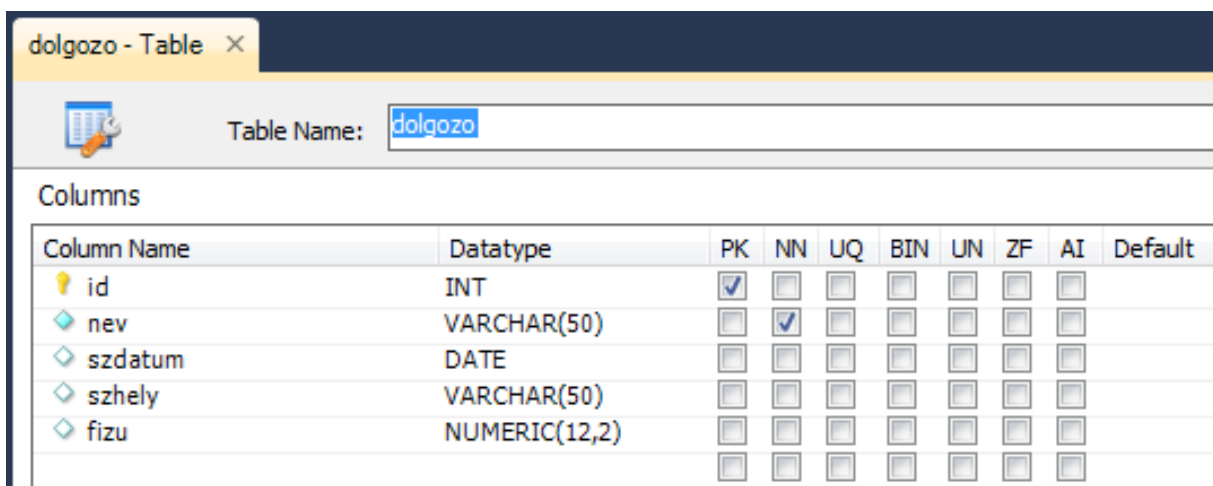 dolgozo - Table ×
Table Name: dolgozo
Columns
Column Name Datatype PK NN UQ BIN UN ZF AI Default
id INT
nev VARCHAR(50)
szdatum DATE
szhely VARCHAR(50)
fizu NUMERIC(12,2)